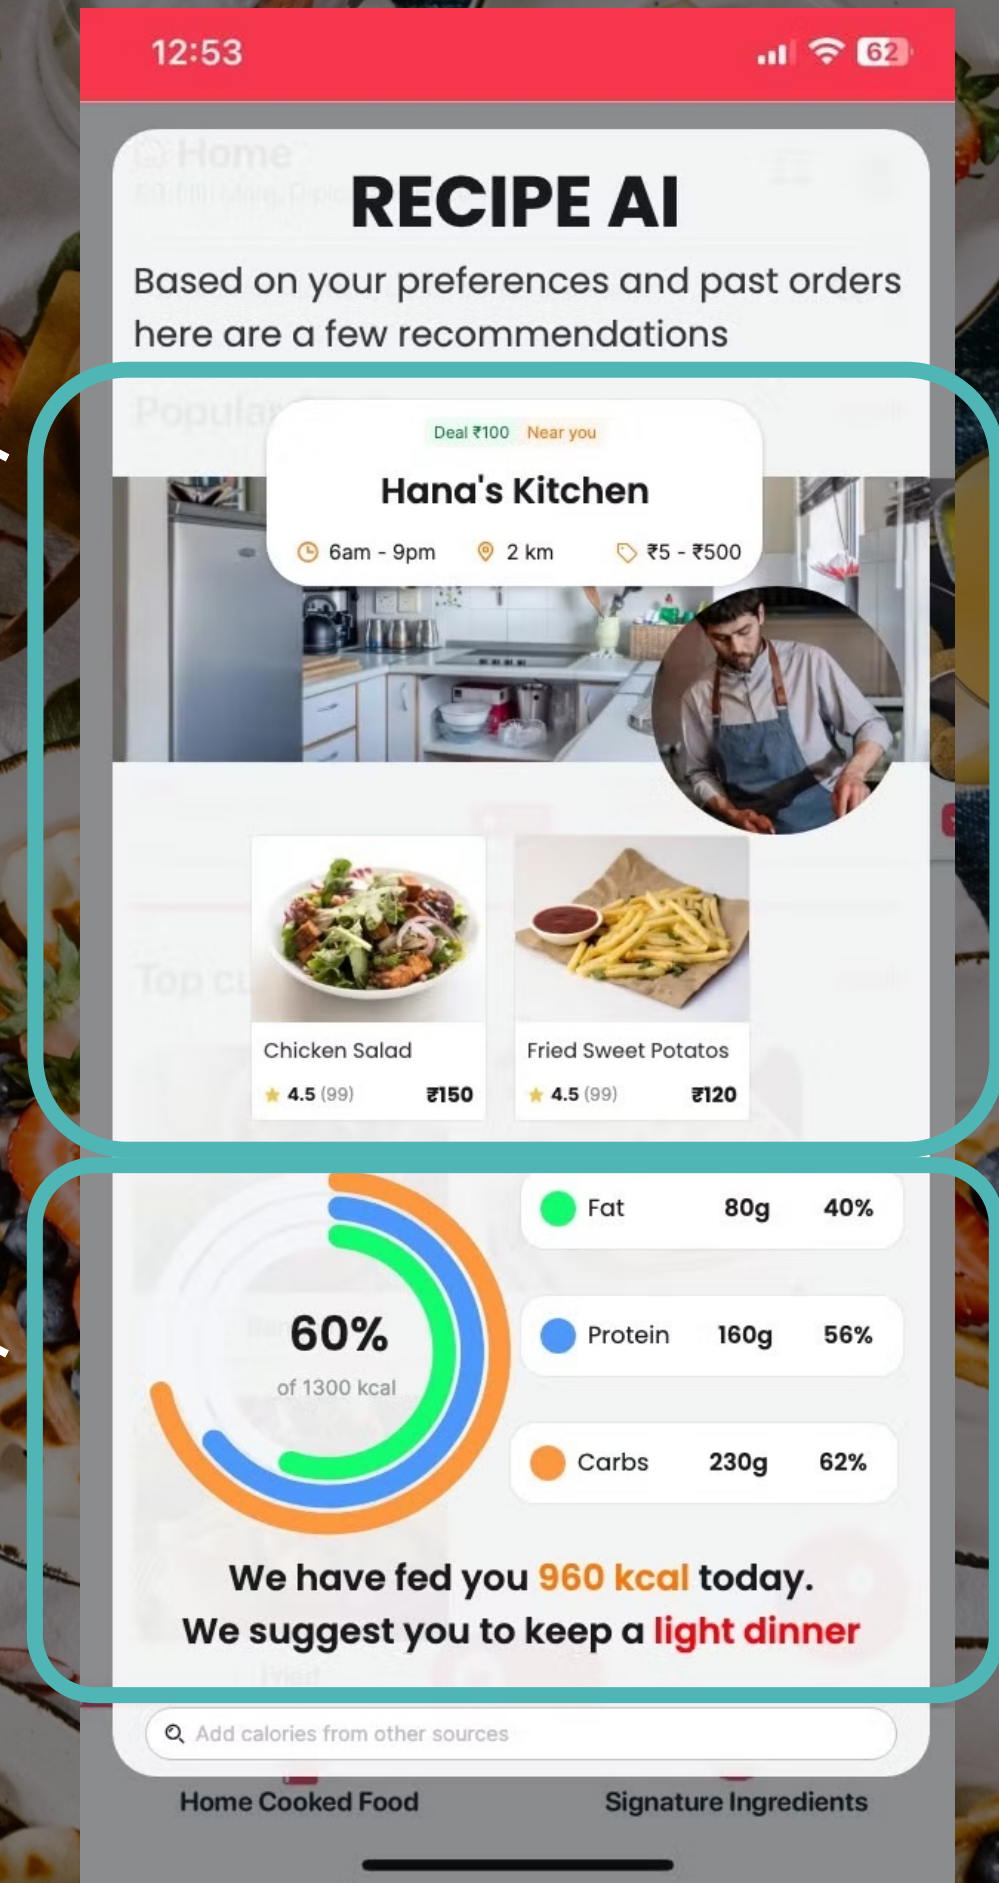 12:53
62
Home
RECIPE AI
Based on your preferences and past orders
here are a few recommendations
Deal ₹100 Near you
Hana's Kitchen
6am - 9pm 2 km ₹5 - ₹500
Chicken Salad
4.5 (99) ₹150
Fried Sweet Potatos
4.5 (99) ₹120
60%
of 1300 kcal
Fat 80g 40%
Protein 160g 56%
Carbs 230g 62%
We have fed you 960 kcal today.
We suggest you to keep a light dinner
Add calories from other sources
Home Cooked Food
Signature Ingredients